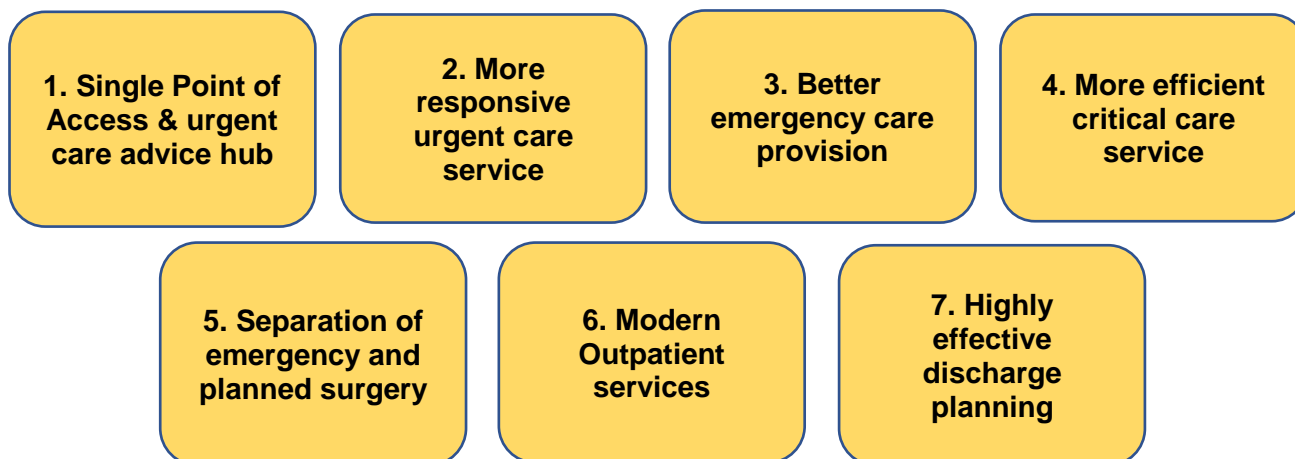 1. Single Point of
Access & urgent
care advice hub
2. More
responsive
urgent care
service
3. Better
emergency care
provision
4. More efficient
critical care
service
5. Separation of
emergency and
planned surgery
6. Modern
Outpatient
services
7. Highly
effective
discharge
planning